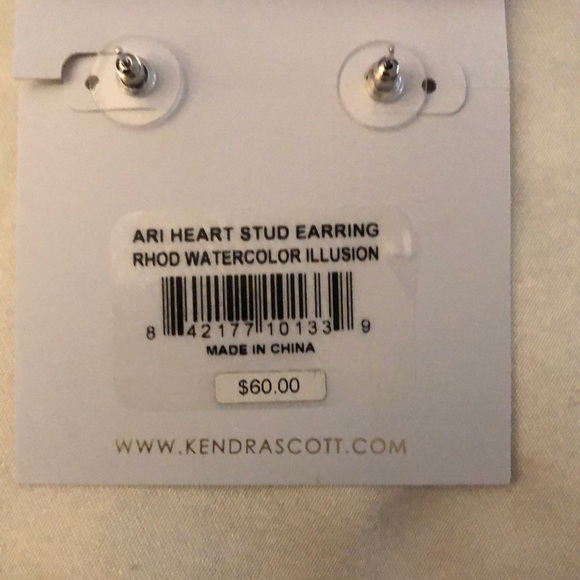 ARI HEART STUD EARRING
RHOD WATERCOLOR ILLUSION
8 42177 10133 9
MADE IN CHINA
$60.00
WWW.KENDRASCOTT.COM